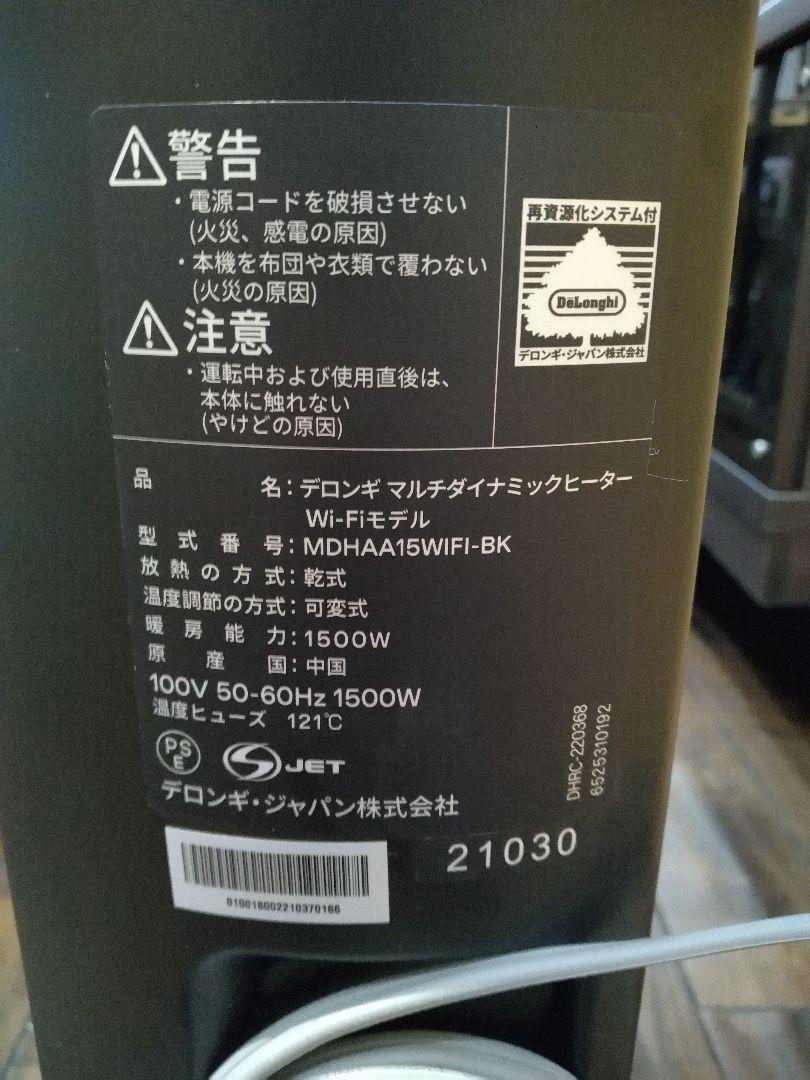 警告
・電源コードを破損させない
(火災、感電の原因)
・本機を布団や衣類で覆わない
(火災の原因)
注意
・運転中および使用直後は、
本体に触れない
(やけどの原因)
再資源化システム付
DeLonghi
デロンギ・ジャパン株式会社
品名：デロンギ マルチダイナミックヒーター
Wi-Fiモデル
型式番号：MDHAA15WIFI-BK
放熱の方式：乾式
温度調節の方式：可変式
暖房能力：1500W
原産国：中国
100V 50-60Hz 1500W
温度ヒューズ 121℃
PSE
JET
デロンギ・ジャパン株式会社
DHRC-220368
6525310192
21030
010018002210370166